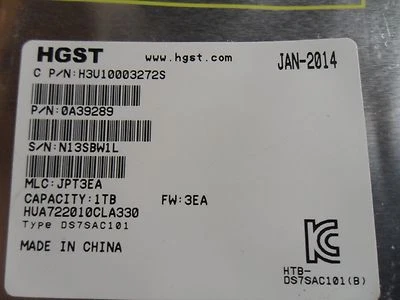 HGST www.hgst.com JAN-2014
C P/N:H3V10003272S
P/N:0A39289
S/N:N13SBW1L
MLC:JPT3EA
CAPACITY:1TB FW:3EA
HUA722010CLA330
Type DS7SAC101
MADE IN CHINA
HTB-
DS7SAC101(B)